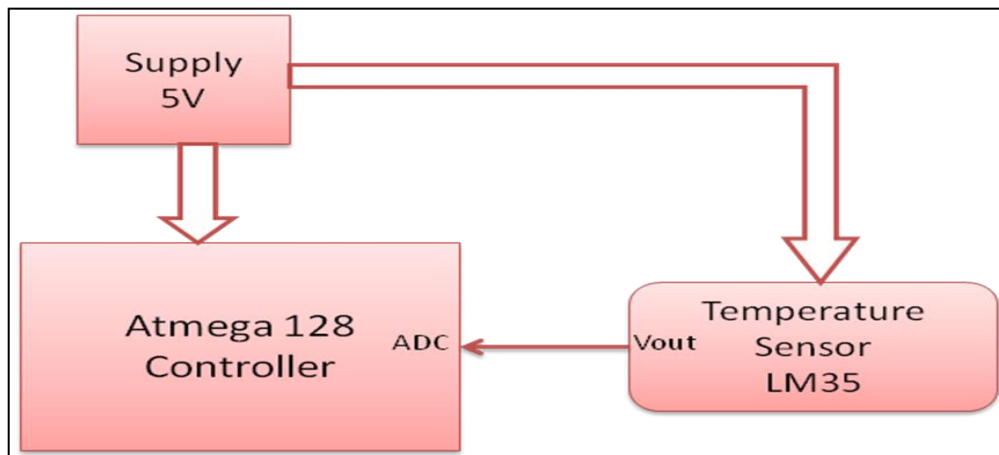 Supply
5V
Atmega 128
Controller
ADC
Vout
Temperature
Sensor
LM35